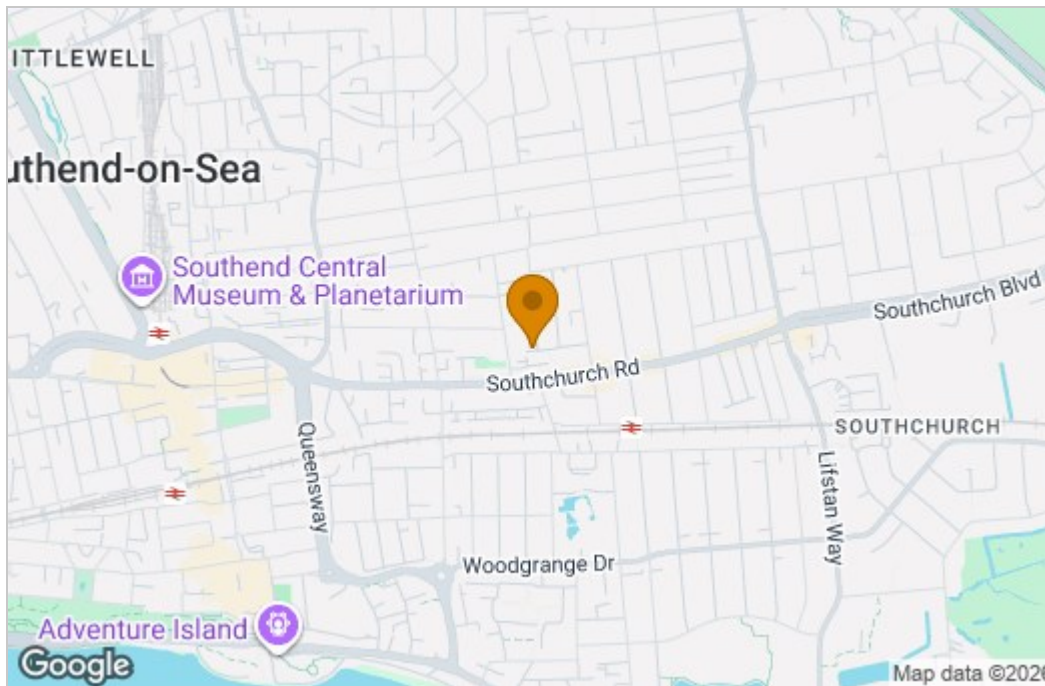 ITTLEWELL
uthend-on-Sea
Southend Central
Museum & Planetarium
Southchurch Blvd
Southchurch Rd
SOUTHCHURCH
Queensway
Lifstan Way
Woodgrange Dr
Adventure Island
Google
Map data ©2026